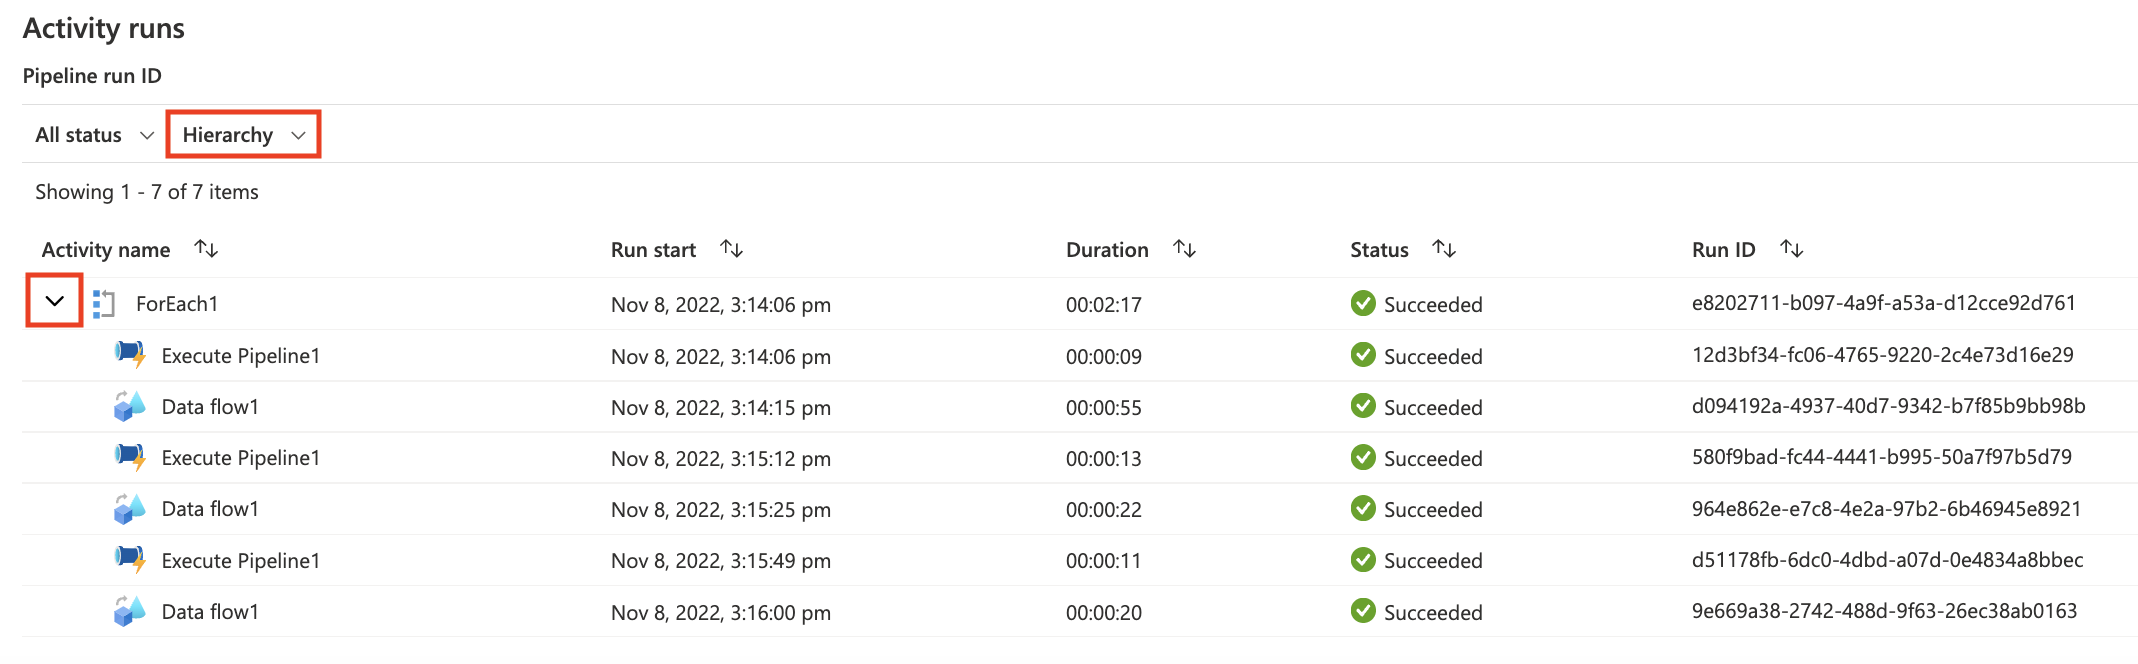 Activity runs
Pipeline run ID
All status Hierarchy
Showing 1 - 7 of 7 items
Activity name Run start Duration Status Run ID
ForEach1 Nov 8, 2022, 3:14:06 pm 00:02:17 Succeeded e8202711-b097-4a9f-a53a-d12cce92d761
Execute Pipeline1 Nov 8, 2022, 3:14:06 pm 00:00:09 Succeeded 12d3bf34-fc06-4765-9220-2c4e73d16e29
Data flow1 Nov 8, 2022, 3:14:15 pm 00:00:55 Succeeded d094192a-4937-40d7-9342-b7f85b9bb98b
Execute Pipeline1 Nov 8, 2022, 3:15:12 pm 00:00:13 Succeeded 580f9bad-fc44-4441-b995-50a7f97b5d79
Data flow1 Nov 8, 2022, 3:15:25 pm 00:00:22 Succeeded 964e862e-e7c8-4e2a-97b2-6b46945e8921
Execute Pipeline1 Nov 8, 2022, 3:15:49 pm 00:00:11 Succeeded d51178fb-6dc0-4dbd-a07d-0e4834a8bbec
Data flow1 Nov 8, 2022, 3:16:00 pm 00:00:20 Succeeded 9e669a38-2742-488d-9f63-26ec38ab0163